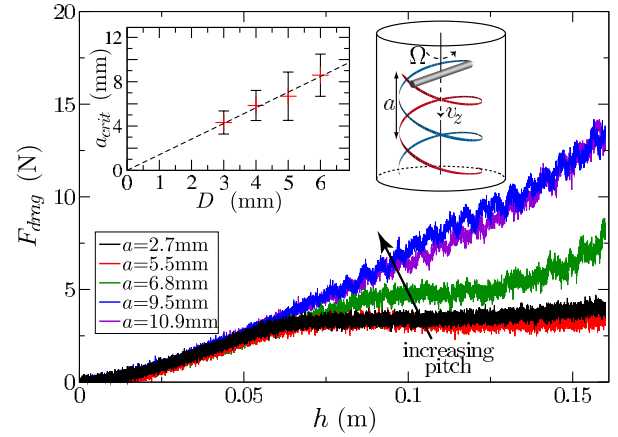 20
15
10
5
0
F_drag (N)
0
0.05
0.1
0.15
h (m)
12
8
4
0
a_crit (mm)
0
1
2
3
4
5
6
D (mm)
Ω
a
v_z
a=2.7mm
a=5.5mm
a=6.8mm
a=9.5mm
a=10.9mm
increasing
pitch